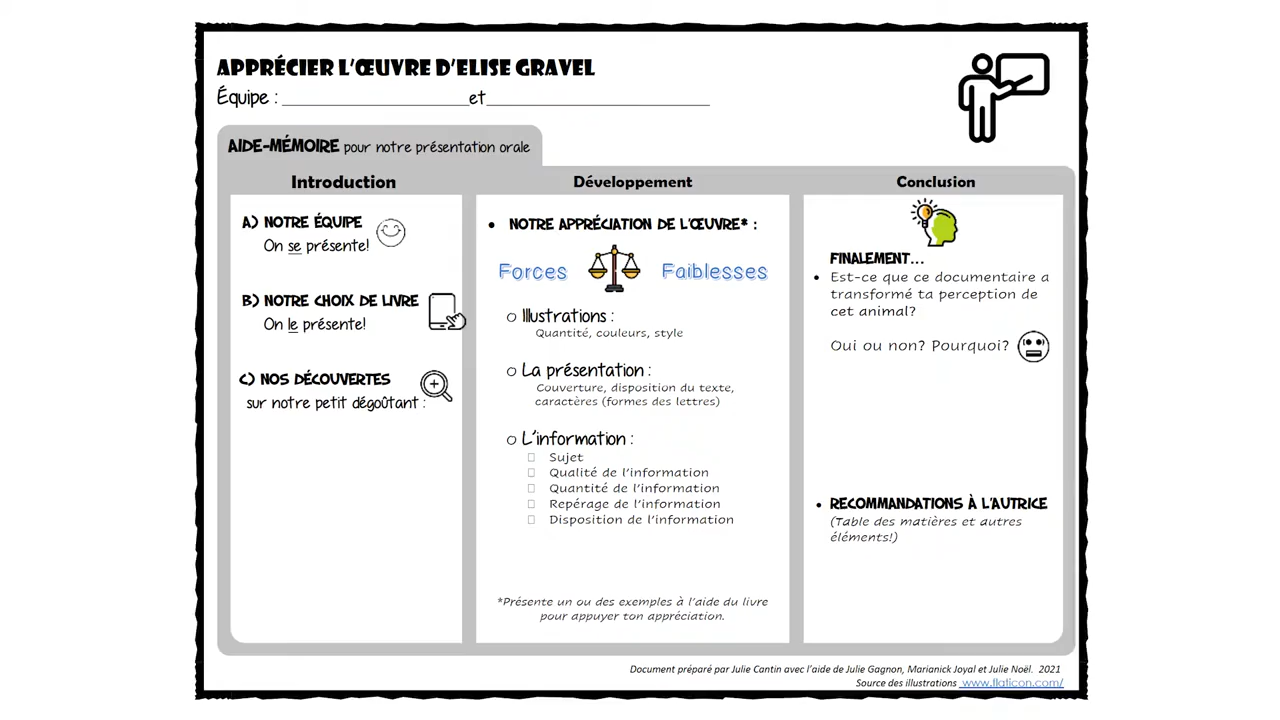 APPRÉCIER L'ŒUVRE D'ELISE GRAVEL
Équipe : ______________________et___________________________
AIDE-MÉMOIRE pour notre présentation orale
Introduction
A) NOTRE ÉQUIPE
On se présente!
B) NOTRE CHOIX DE LIVRE
On le présente!
C) NOS DÉCOUVERTES
sur notre petit dégoûtant :
Développement
• NOTRE APPRÉCIATION DE L'ŒUVRE* :
Forces Faiblesses
o Illustrations :
Quantité, couleurs, style
o La présentation :
Couverture, disposition du texte,
caractères (formes des lettres)
o L'information :
□ Sujet
□ Qualité de l'information
□ Quantité de l'information
□ Repérage de l'information
□ Disposition de l'information
*Présente un ou des exemples à l'aide du livre
pour appuyer ton appréciation.
Conclusion
FINALEMENT...
• Est-ce que ce documentaire a
transformé ta perception de
cet animal?
Oui ou non? Pourquoi?
• RECOMMANDATIONS À L'AUTRICE
(Table des matières et autres
éléments!)
Document préparé par Julie Cantin avec l'aide de Julie Gagnon, Marianick Joyal et Julie Noël. 2021
Source des illustrations www.flaticon.com/